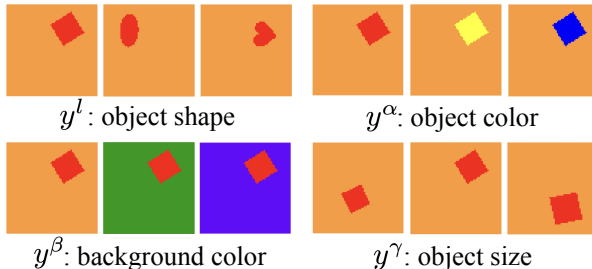 y^l: object shape
y^α: object color
y^β: background color
y^γ: object size